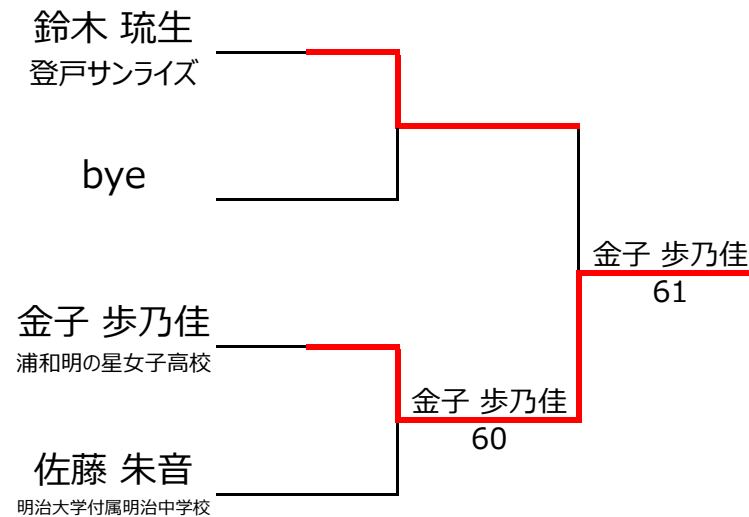 鈴木 琉生
登戸サンライズ
bye
金子 歩乃佳
61
金子 歩乃佳
浦和明の星女子高校
金子 歩乃佳
60
佐藤 朱音
明治大学付属明治中学校